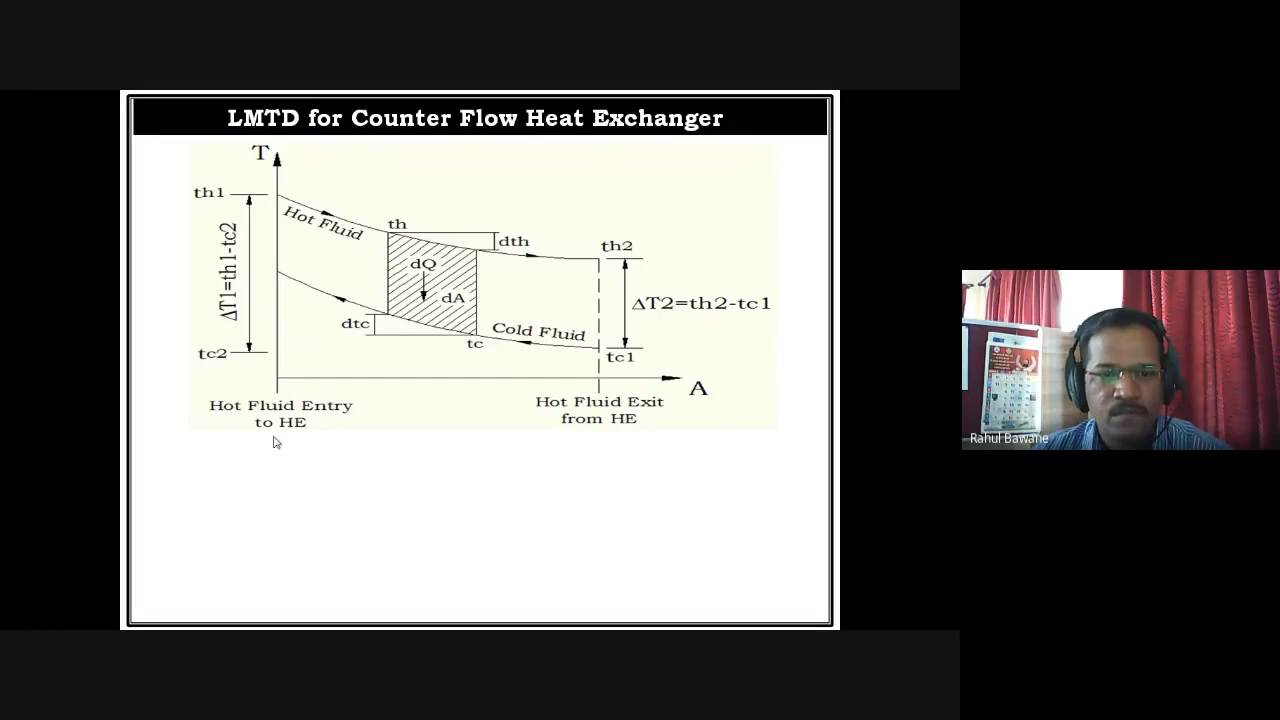 LMTD for Counter Flow Heat Exchanger
T
th1
Hot Fluid
th
dth
th2
ΔT1=th1-tc2
dQ
dA
ΔT2=th2-tc1
dtc
Cold Fluid
tc
tc2
tc1
A
Hot Fluid Entry
to HE
Hot Fluid Exit
from HE
Rahul Bawane